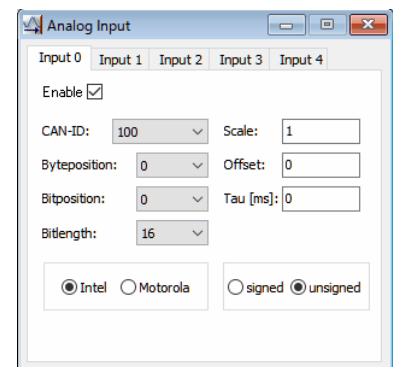 Analog Input
Input 0 Input 1 Input 2 Input 3 Input 4
Enable
CAN-ID: 100 Scale: 1
Byteposition: 0 Offset: 0
Bitposition: 0 Tau [ms]: 0
Bitlength: 16
Intel Motorola signed unsigned